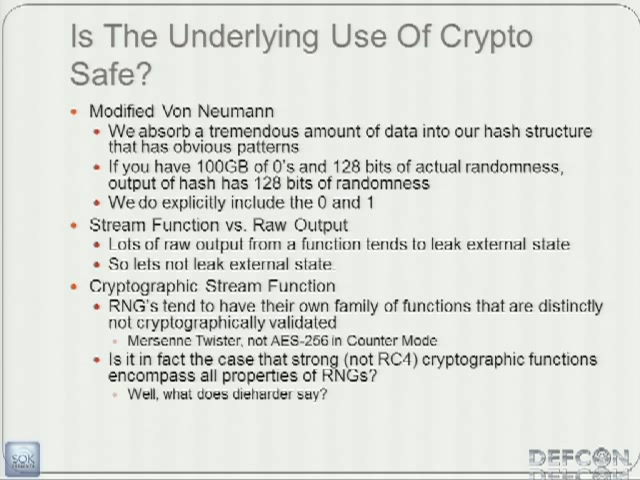 Is The Underlying Use Of Crypto
Safe?
Modified Von Neumann
We absorb a tremendous amount of data into our hash structure
that has obvious patterns
If you have 100GB of 0's and 128 bits of actual randomness,
output of hash has 128 bits of randomness
We do explicitly include the 0 and 1
Stream Function vs. Raw Output
Lots of raw output from a function tends to leak external state
So lets not leak external state.
Cryptographic Stream Function
RNG's tend to have their own family of functions that are distinctly
not cryptographically validated
Mersenne Twister, not AES-256 in Counter Mode
Is it in fact the case that strong (not RC4) cryptographic functions
encompass all properties of RNGs?
Well, what does dieharder say?
SOK
DEFCON